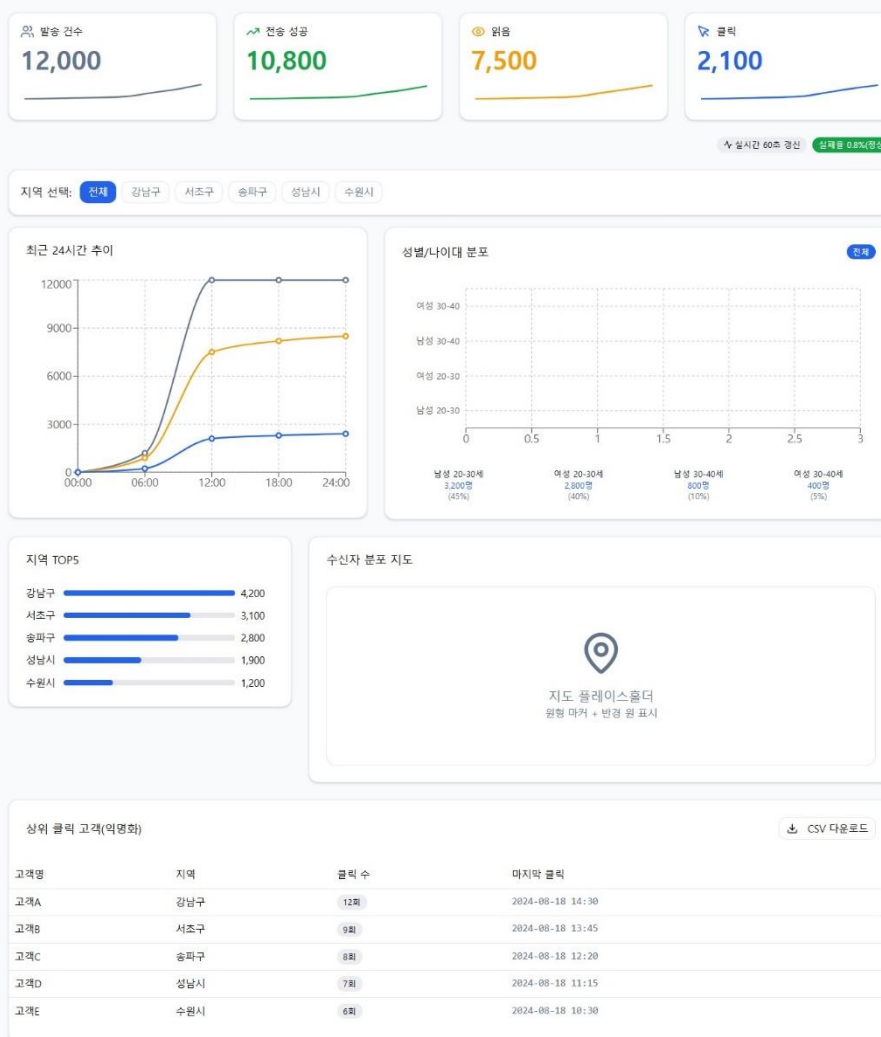 발송 건수
전송 성공
읽음
클릭
12,000
10,800
7,500
2,100
실시간 60초 갱신
실패율 0.8%(정상
지역 선택: 전체 강남구 서초구 송파구 성남시 수원시
최근 24시간 추이
12000
9000
6000
3000
0
00:00 06:00 12:00 18:00 24:00
성별/나이대 분포
전체
여성 30-40
남성 30-40
여성 20-30
남성 20-30
0 0.5 1 1.5 2 2.5 3
남성 20-30세 여성 20-30세 남성 30-40세 여성 30-40세
3,200명 2,800명 800명 400명
(45%) (40%) (10%) (5%)
지역 TOP5
강남구 4,200
서초구 3,100
송파구 2,800
성남시 1,900
수원시 1,200
수신자 분포 지도
지도 플레이스홀더
원형 마커 + 반경 원 표시
상위 클릭 고객(익명화)
CSV 다운로드
고객명 지역 클릭 수 마지막 클릭
고객A 강남구 12회 2024-08-18 14:30
고객B 서초구 9회 2024-08-18 13:45
고객C 송파구 8회 2024-08-18 12:20
고객D 성남시 7회 2024-08-18 11:15
고객E 수원시 6회 2024-08-18 10:30